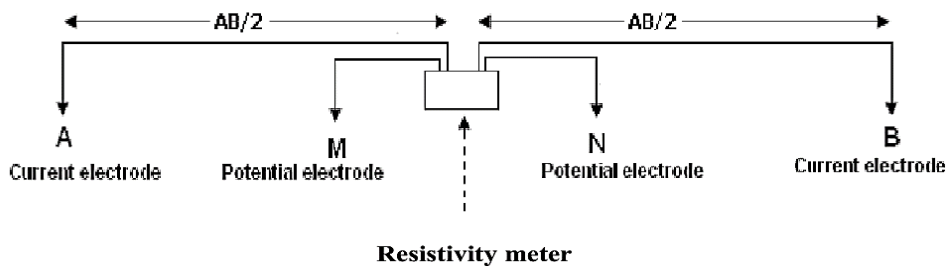 AB/2 AB/2
A M N B
Current electrode Potential electrode Potential electrode Current electrode
Resistivity meter